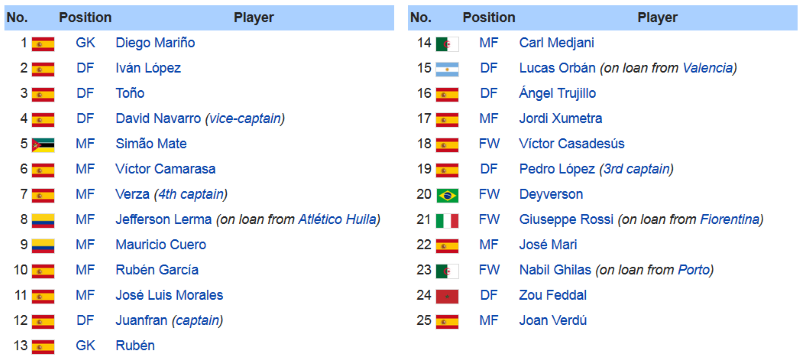 No. Position Player
1 GK Diego Mariño
2 DF Iván López
3 DF Toño
4 DF David Navarro (vice-captain)
5 MF Simão Mate
6 MF Víctor Camarasa
7 MF Verza (4th captain)
8 MF Jefferson Lerma (on loan from Atlético Huila)
9 MF Mauricio Cuero
10 MF Rubén García
11 MF José Luis Morales
12 DF Juanfran (captain)
13 GK Rubén
No. Position Player
14 MF Carl Medjani
15 DF Lucas Orbán (on loan from Valencia)
16 DF Ángel Trujillo
17 MF Jordi Xumetra
18 FW Víctor Casadesús
19 DF Pedro López (3rd captain)
20 FW Deyverson
21 FW Giuseppe Rossi (on loan from Fiorentina)
22 MF José Mari
23 FW Nabil Ghilas (on loan from Porto)
24 DF Zou Feddal
25 MF Joan Verdú